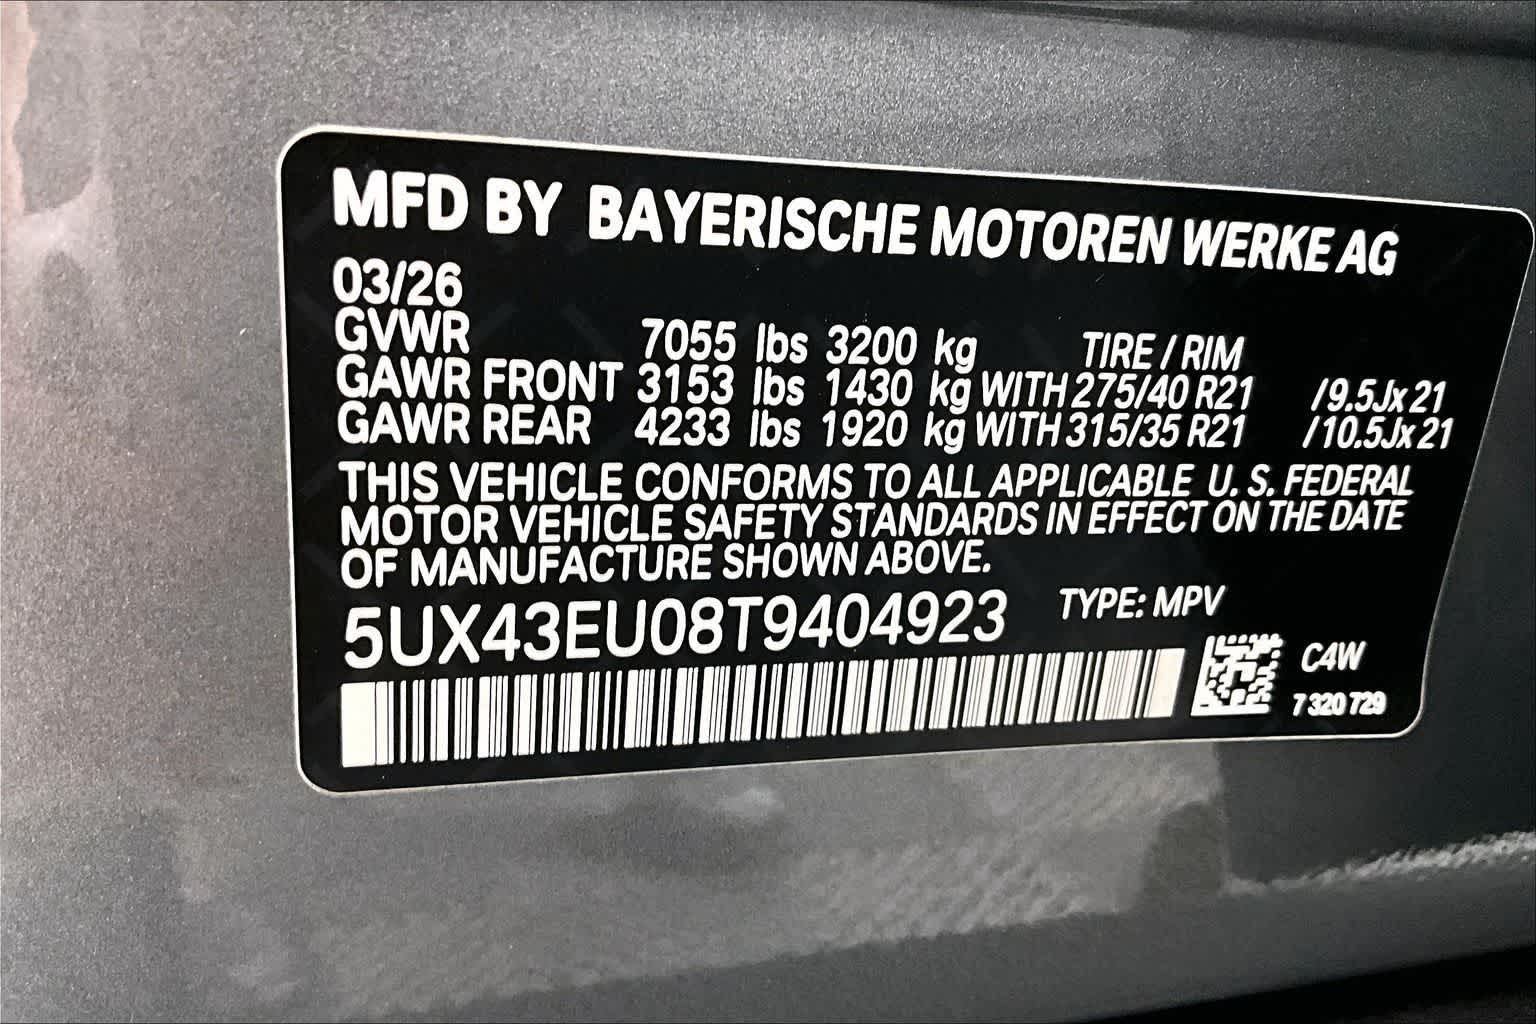 MFD BY BAYERISCHE MOTOREN WERKE AG
03/26
GVWR 7055 lbs 3200 kg TIRE / RIM
GAWR FRONT 3153 lbs 1430 kg WITH 275/40 R21 /9.5Jx21
GAWR REAR 4233 lbs 1920 kg WITH 315/35 R21 /10.5Jx21
THIS VEHICLE CONFORMS TO ALL APPLICABLE U. S. FEDERAL
MOTOR VEHICLE SAFETY STANDARDS IN EFFECT ON THE DATE
OF MANUFACTURE SHOWN ABOVE.
5UX43EU08T9404923 TYPE: MPV
C4W
7 320 729